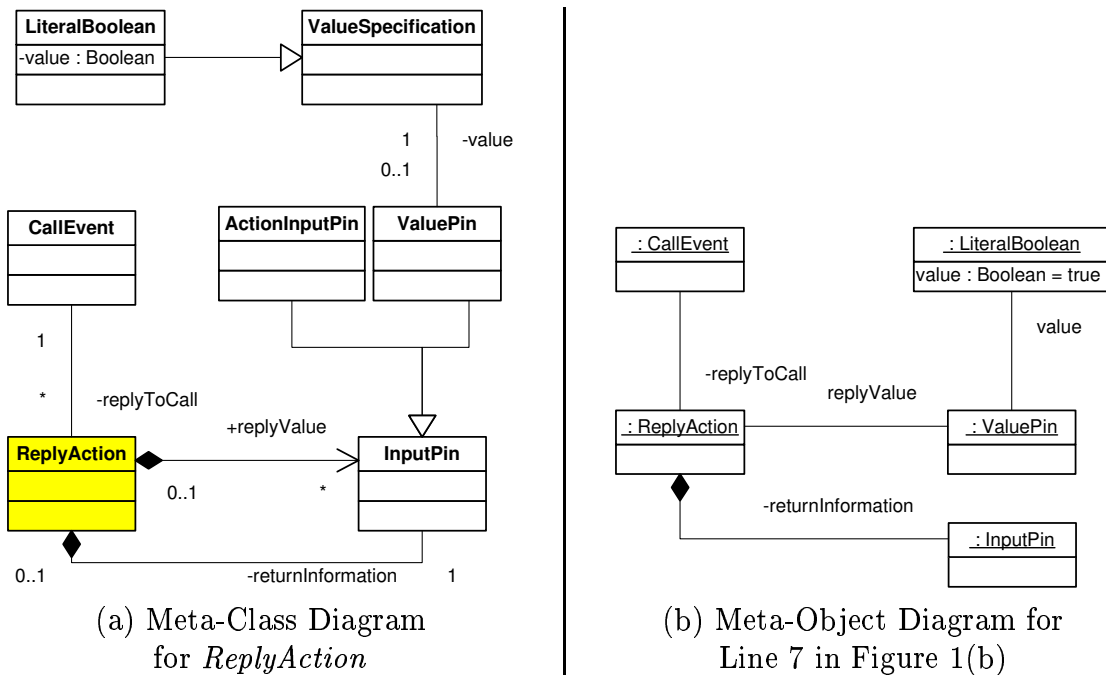 LiteralBoolean
-value : Boolean
ValueSpecification
1
-value
0..1
CallEvent
ActionInputPin
ValuePin
1
*
-replyToCall
+replyValue
ReplyAction
InputPin
0..1
*
0..1
-returnInformation
1
(a) Meta-Class Diagram
for ReplyAction
: CallEvent
: LiteralBoolean
value : Boolean = true
value
-replyToCall
replyValue
: ReplyAction
: ValuePin
-returnInformation
: InputPin
(b) Meta-Object Diagram for
Line 7 in Figure 1(b)